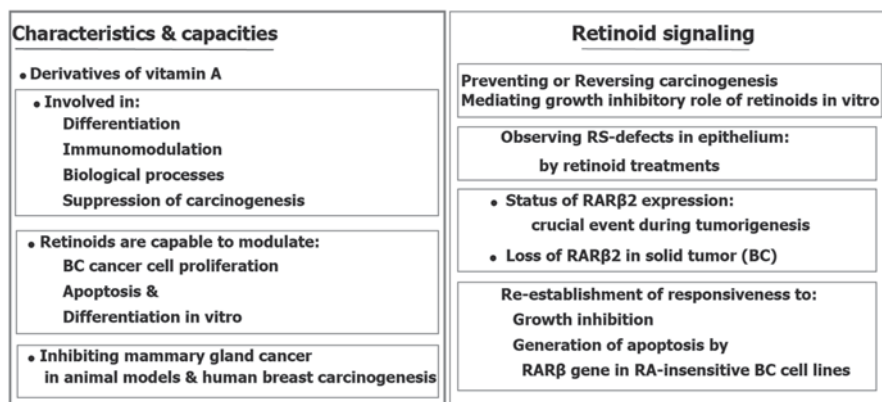 Characteristics & capacities
• Derivatives of vitamin A
• Involved in:
Differentiation
Immunomodulation
Biological processes
Suppression of carcinogenesis
• Retinoids are capable to modulate:
BC cancer cell proliferation
Apoptosis &
Differentiation in vitro
• Inhibiting mammary gland cancer
in animal models & human breast carcinogenesis
Retinoid signaling
Preventing or Reversing carcinogenesis
Mediating growth inhibitory role of retinoids in vitro
Observing RS-defects in epithelium:
by retinoid treatments
• Status of RARβ2 expression:
crucial event during tumorigenesis
• Loss of RARβ2 in solid tumor (BC)
Re-establishment of responsiveness to:
Growth inhibition
Generation of apoptosis by
RARβ gene in RA-insensitive BC cell lines